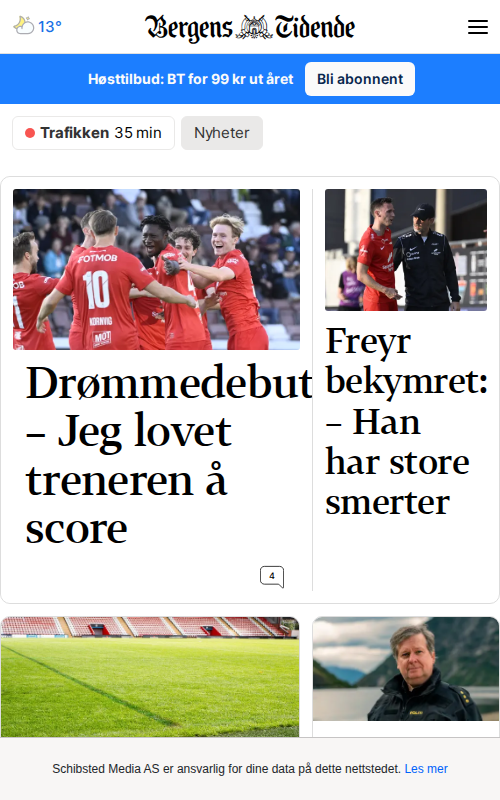 13°
Bergens Tidende
Høsttilbud: BT for 99 kr ut året
Bli abonnent
Trafikken 35 min
Nyheter
FOTMOB
10
KORNVIG
MOT
Drømmedebut
– Jeg lovet
treneren å
score
4
Freyr
bekymret:
– Han
har store
smerter
Schibsted Media AS er ansvarlig for dine data på dette nettstedet. Les mer